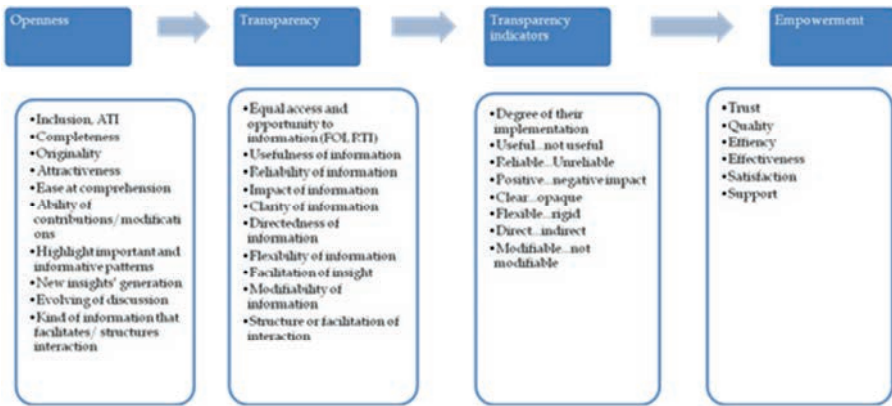 Openness
Transparency
Transparency
indicators
Empowerment
•Inclusion, ATI
•Completeness
•Originality
•Attractiveness
•Ease at comprehension
•Ability of
contributions/modificati
ons
•Highlight important and
informative patterns
•New insights' generation
•Evolving of discussion
•Kind of information that
facilitates/ structures
interaction
•Equal access and
opportunity to
information (FOI, RTI)
•Usefulness of information
•Reliability of information
•Impact of information
•Clarity of information
•Directedness of
information
•Flexibility of information
•Facilitation of insight
•Modifiability of
information
•Structure or facilitation of
interaction
•Degree of their
implementation
•Useful...not useful
•Reliable...Unreliable
•Positive...negative impact
•Clear...opaque
•Flexible...rigid
•Direct...indirect
•Modifiable...not
modifiable
•Trust
•Quality
•Effiency
•Effectiveness
•Satisfaction
•Support